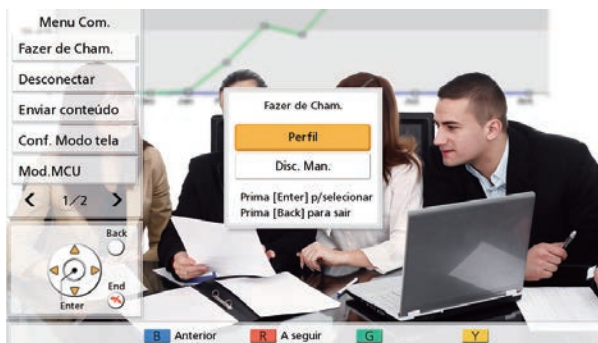 Menu Com.
Fazer de Cham.
Desconectar
Enviar conteúdo
Conf. Modo tela
Mod.MCU
1/2
Back
End
Enter
Fazer de Cham.
Perfil
Disc. Man.
Prima [Enter] p/selecionar
Prima [Back] para sair
B Anterior R A seguir G Y